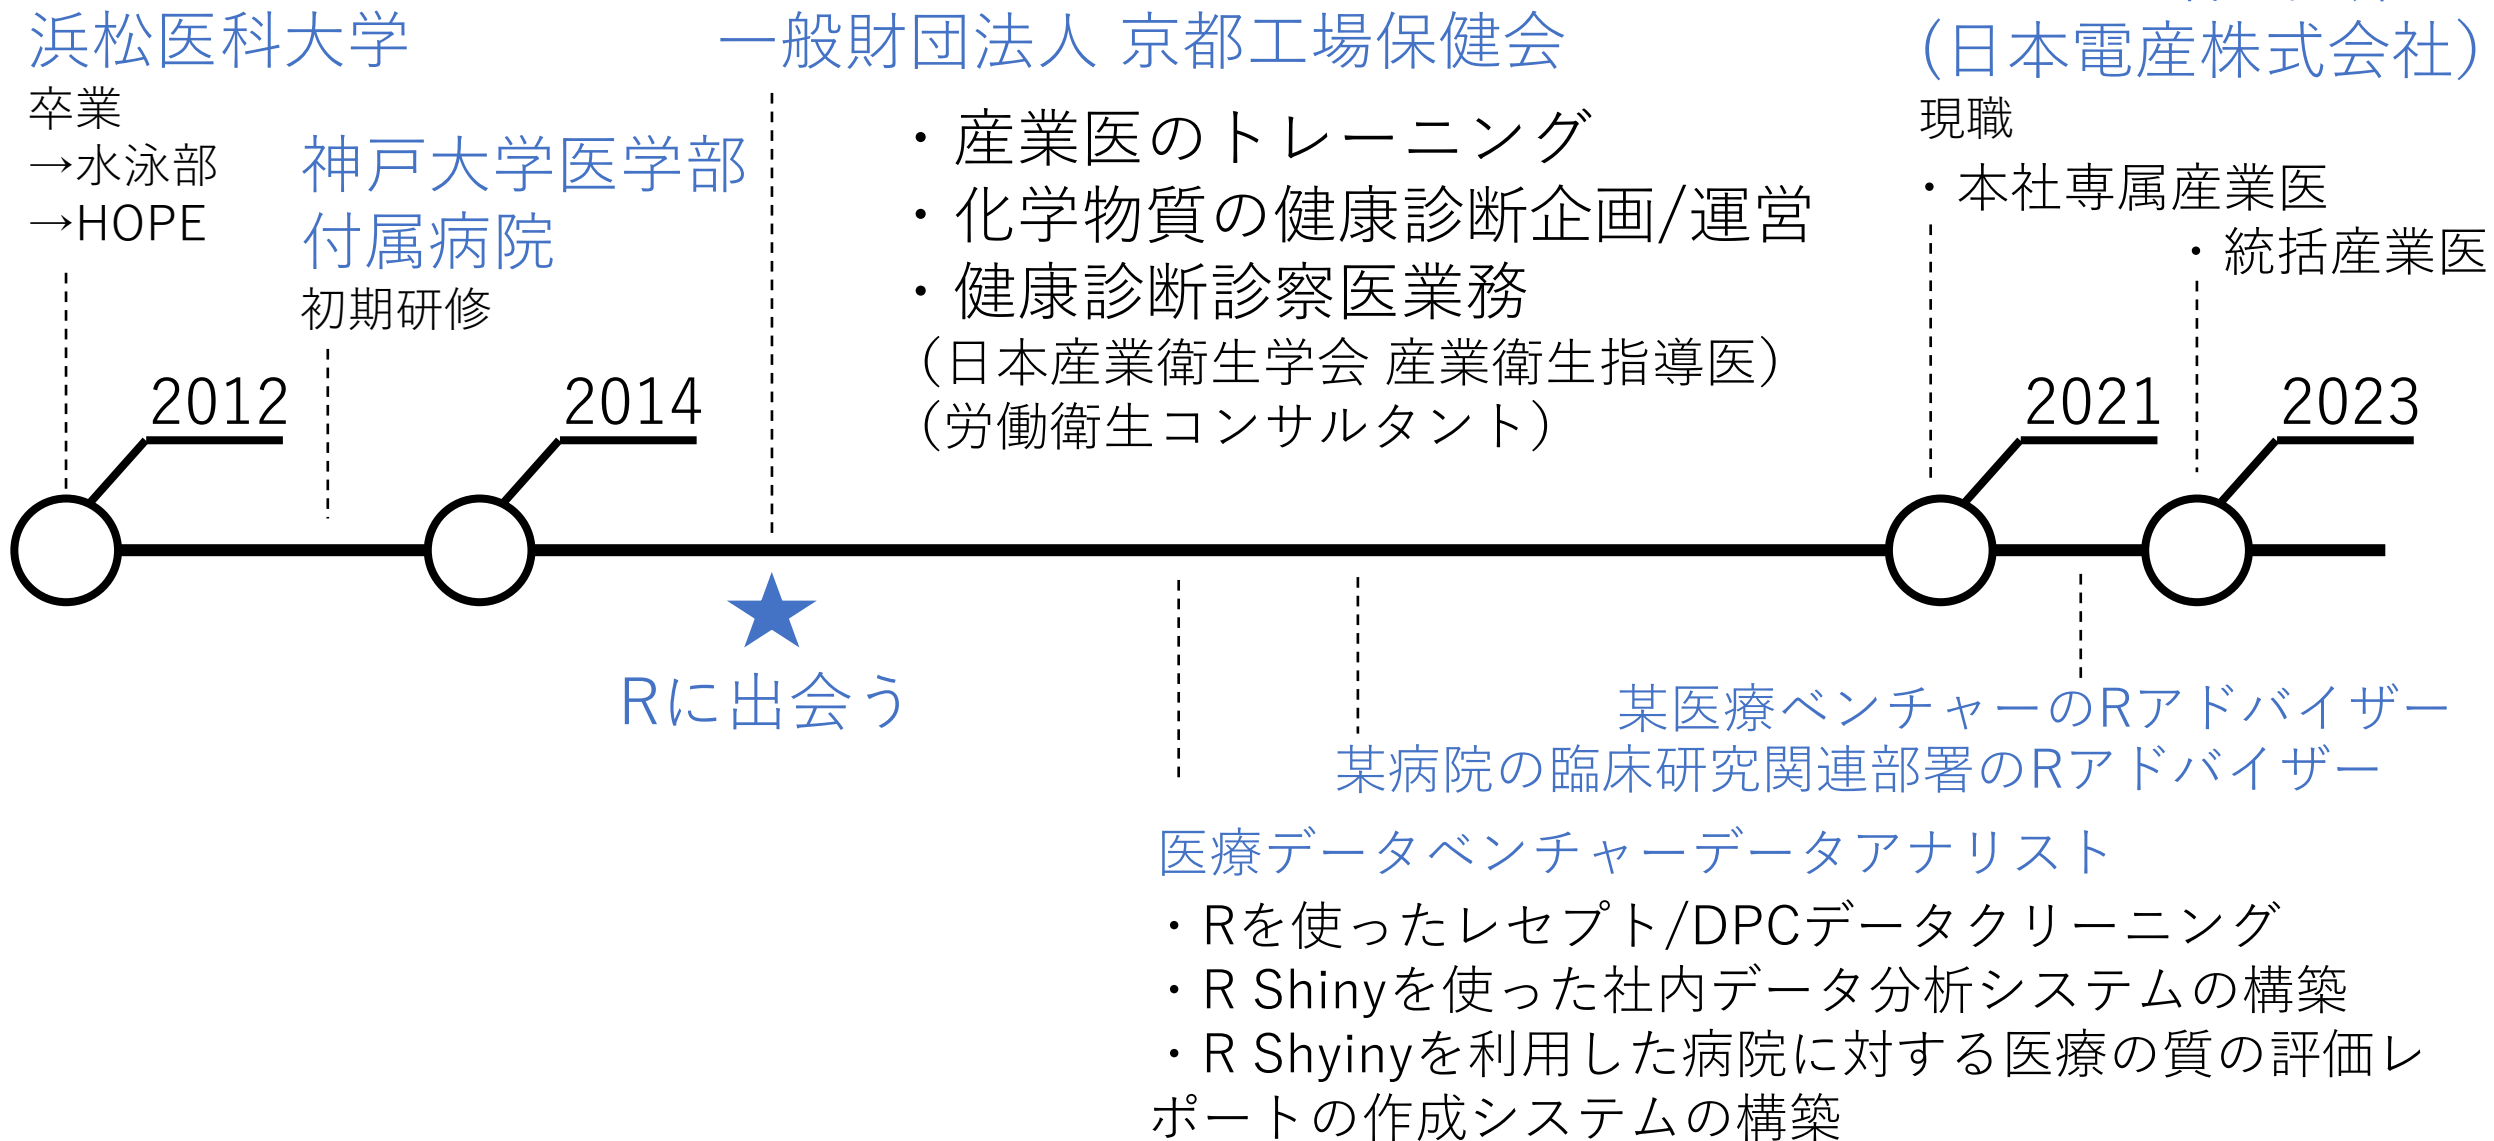 浜松医科大学
卒業
→水泳部
→HOPE
神戸大学医学部
付属病院
初期研修
2012
2014
一般財団法人 京都工場保健会
・産業医のトレーニング
・化学物質の健康診断企画/運営
・健康診断診察医業務
（日本産業衛生学会 産業衛生指導医）
（労働衛生コンサルタント）
（日本電産株式会社）
現職
・本社専属産業医
・統括産業医
2021
2023
Rに出会う
某医療ベンチャーのRアドバイザー
某病院の臨床研究関連部署のRアドバイザー
医療データベンチャーデータアナリスト
・Rを使ったレセプト/DPCデータクリーニング
・R Shinyを使った社内データ分析システムの構築
・R Shinyを利用した病院に対する医療の質の評価レ
ポートの作成システムの構築